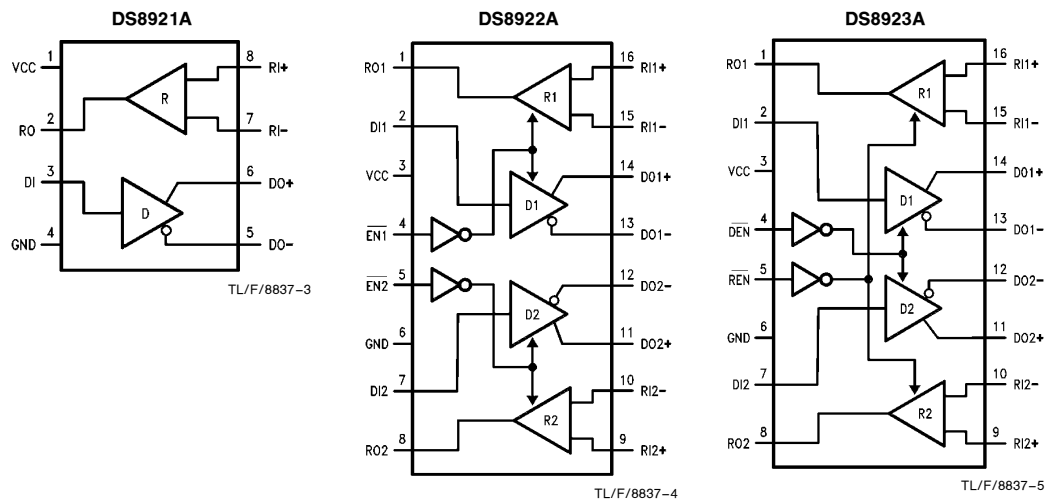 DS8921A
1
VCC
8
RI+
R
2
RO
7
RI-
3
DI
6
DO+
D
4
GND
5
DO-
TL/F/8837-3
DS8922A
1
RO1
16
RI1+
R1
2
DI1
15
RI1-
3
VCC
14
DO1+
D1
4
EN1
13
DO1-
5
EN2
12
DO2-
D2
6
GND
11
DO2+
7
DI2
10
RI2-
R2
8
RO2
9
RI2+
TL/F/8837-4
DS8923A
1
RO1
16
RI1+
R1
2
DI1
15
RI1-
3
VCC
14
DO1+
D1
4
DEN
13
DO1-
5
REN
12
DO2-
D2
6
GND
11
DO2+
7
DI2
10
RI2-
R2
8
RO2
9
RI2+
TL/F/8837-5